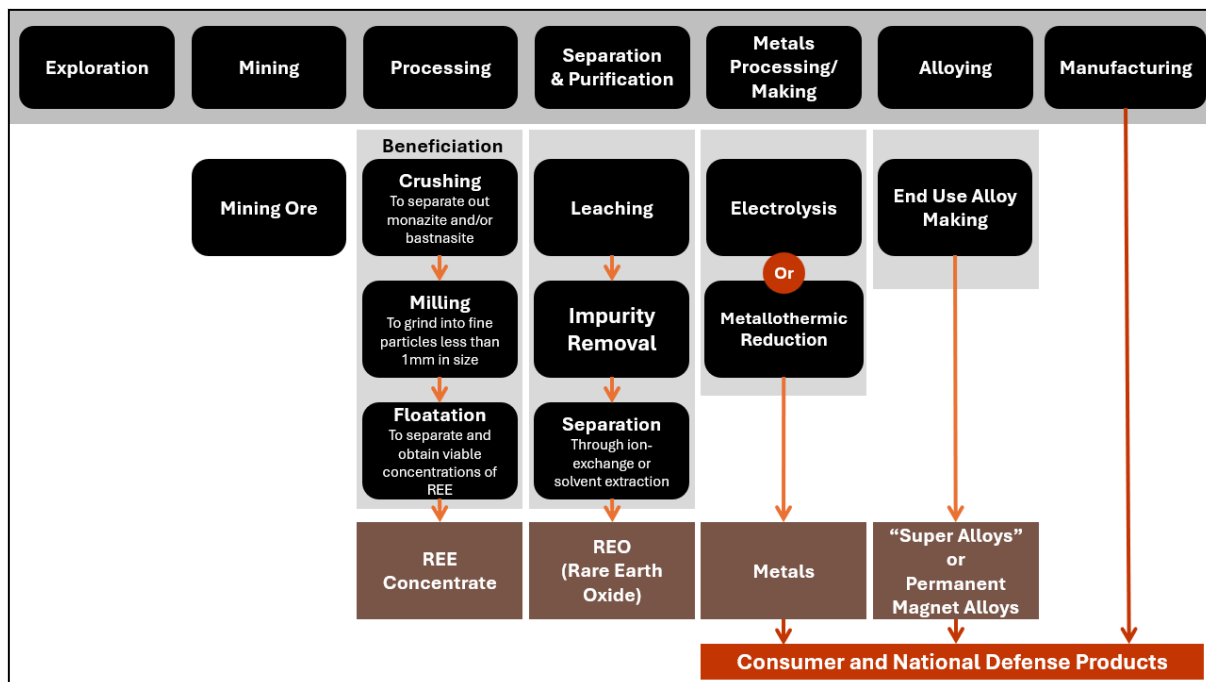 Exploration
Mining
Processing
Separation
& Purification
Metals
Processing/
Making
Alloying
Manufacturing
Mining Ore
Beneficiation
Crushing
To separate out
monazite and/or
bastnasite
Milling
To grind into fine
particles less than
1mm in size
Floatation
To separate and
obtain viable
concentrations of
REE
REE
Concentrate
Leaching
Impurity
Removal
Separation
Through ion-
exchange or
solvent extraction
REO
(Rare Earth
Oxide)
Electrolysis
Or
Metallothermic
Reduction
Metals
End Use Alloy
Making
“Super Alloys”
or
Permanent
Magnet Alloys
Consumer and National Defense Products